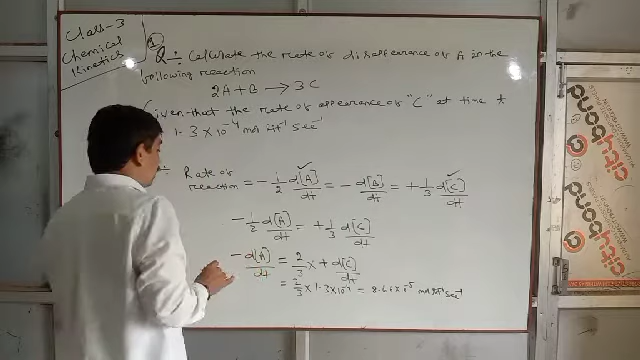 Class-3
Chemical
Kinetics
Q÷ Calculate the rate of disappearance of A in the
following reaction
2A + B → 3C
Given that the rate of appearance of "C" at time t
1.3 × 10⁻⁴ mol lit⁻¹ sec⁻¹
Rate of
reaction = - 1/2 d[A]/dt = - d[B]/dt = + 1/3 d[C]/dt
- 1/2 d[A]/dt = + 1/3 d[C]/dt
- d[A]/dt = 2/3 × + d[C]/dt
= 2/3 × 1.3 × 10⁻⁴ = 8.6 × 10⁻⁵ mol lit⁻¹ sec⁻¹